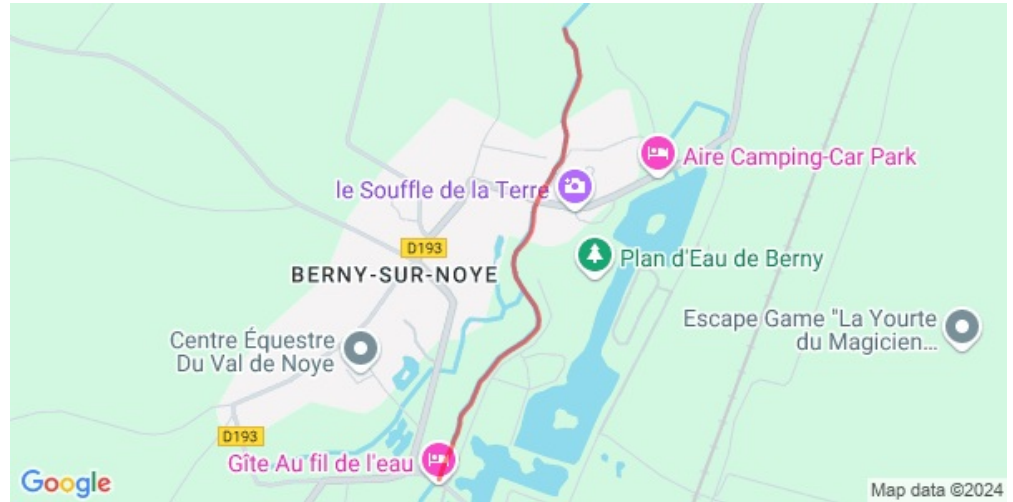 Aire Camping-Car Park
le Souffle de la Terre
D193
Plan d'Eau de Berny
BERNY-SUR-NOYE
Escape Game "La Yourte
du Magicien...
Centre Équestre
Du Val de Noye
D193
Gîte Au fil de l'eau
Google
Map data ©2024